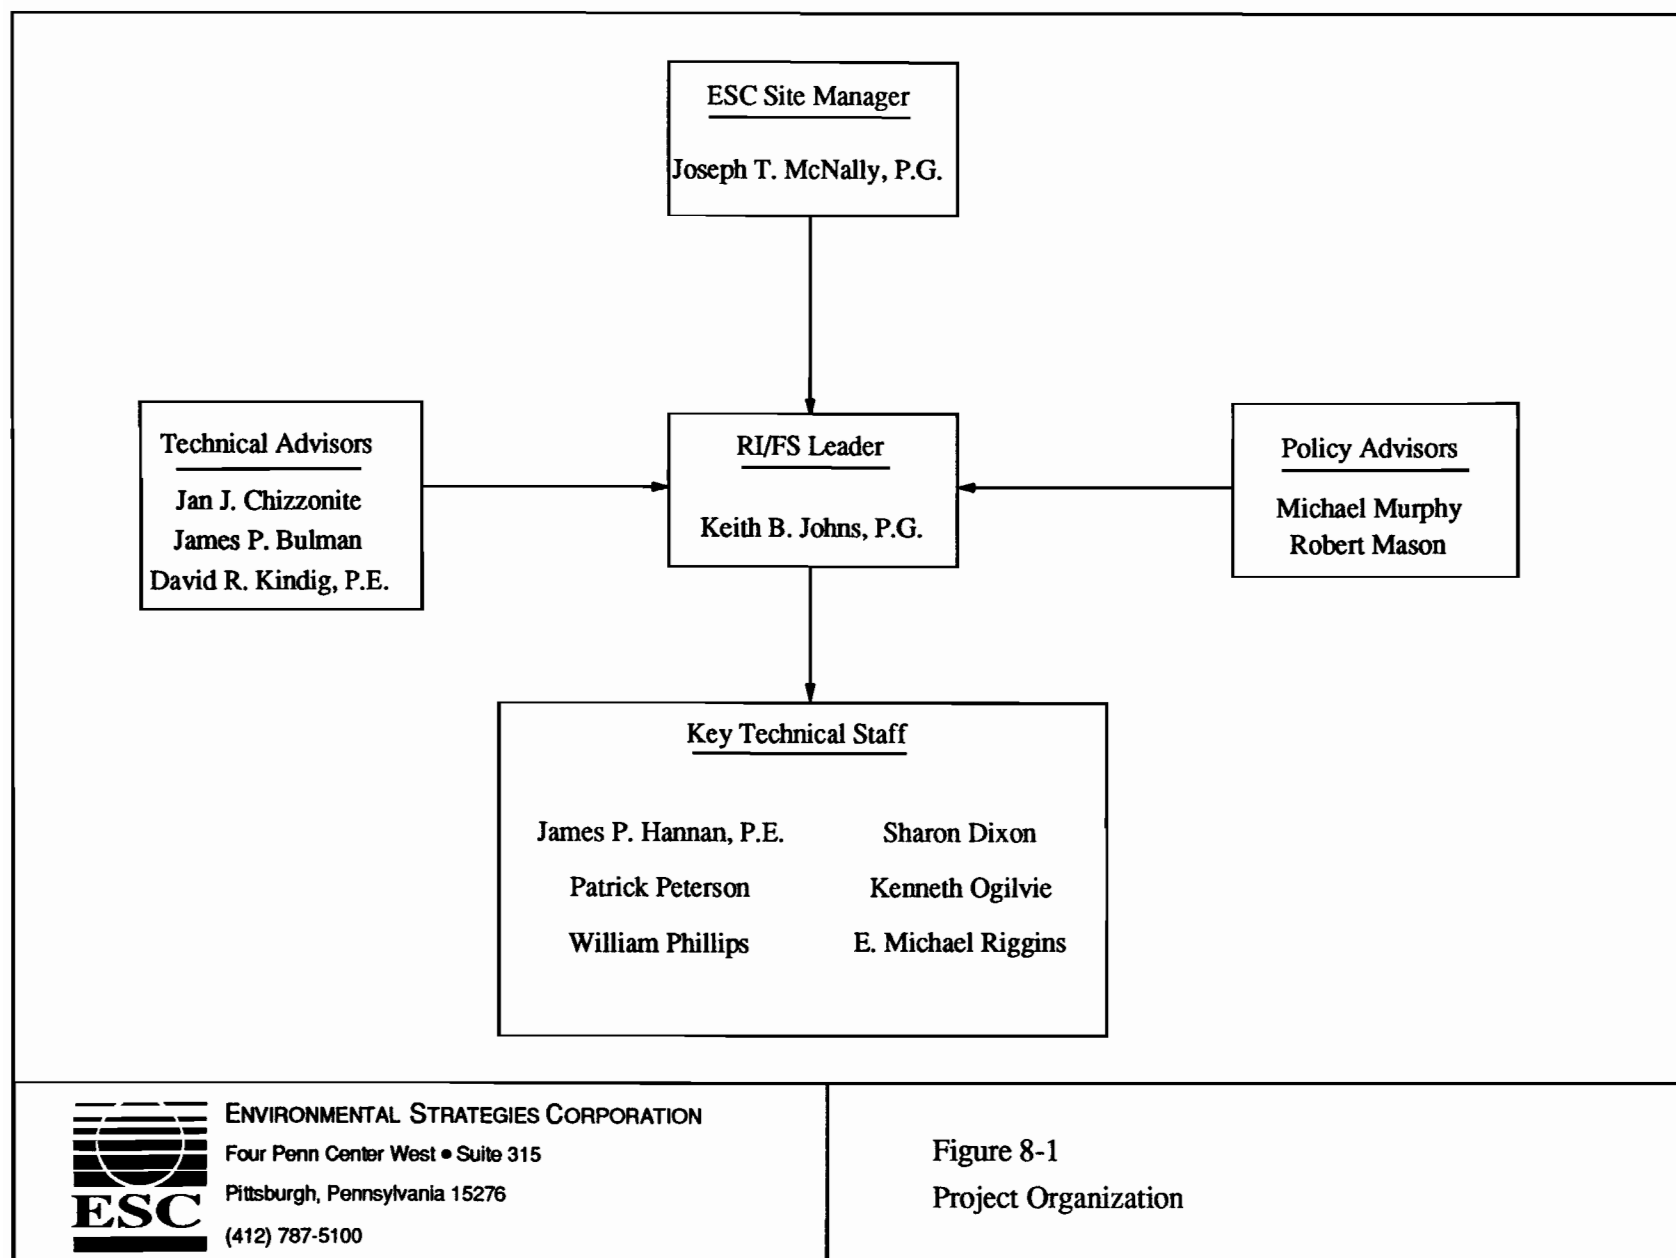 ESC Site Manager
Joseph T. McNally, P.G.
Technical Advisors
Jan J. Chizzonite
James P. Bulman
David R. Kindig, P.E.
RI/FS Leader
Keith B. Johns, P.G.
Policy Advisors
Michael Murphy
Robert Mason
Key Technical Staff
James P. Hannan, P.E.
Sharon Dixon
Patrick Peterson
Kenneth Ogilvie
William Phillips
E. Michael Riggins
ESC
ENVIRONMENTAL STRATEGIES CORPORATION
Four Penn Center West • Suite 315
Pittsburgh, Pennsylvania 15276
(412) 787-5100
Figure 8-1
Project Organization